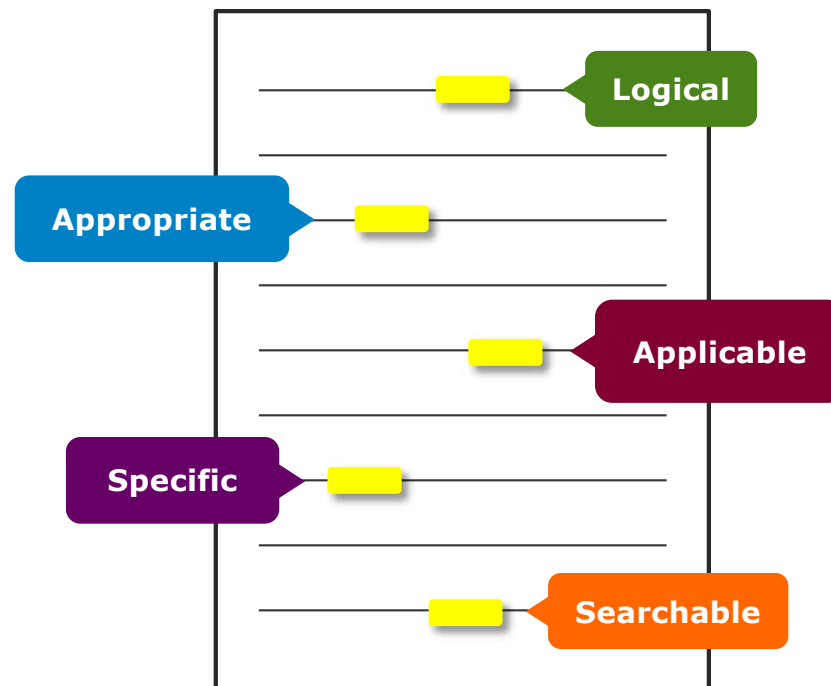 Logical
Appropriate
Applicable
Specific
Searchable